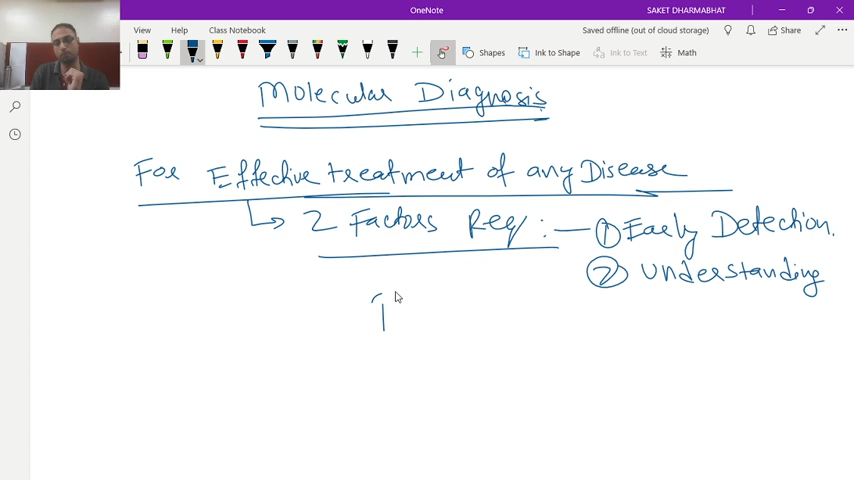 OneNote
SAKET DHARMABHAT
View Help Class Notebook
Saved offline (out of cloud storage) Share
Shapes Ink to Shape Ink to Text Math
Molecular Diagnosis
For Effective treatment of any Disease
2 Factors Req : — ① Early Detection.
② Understanding